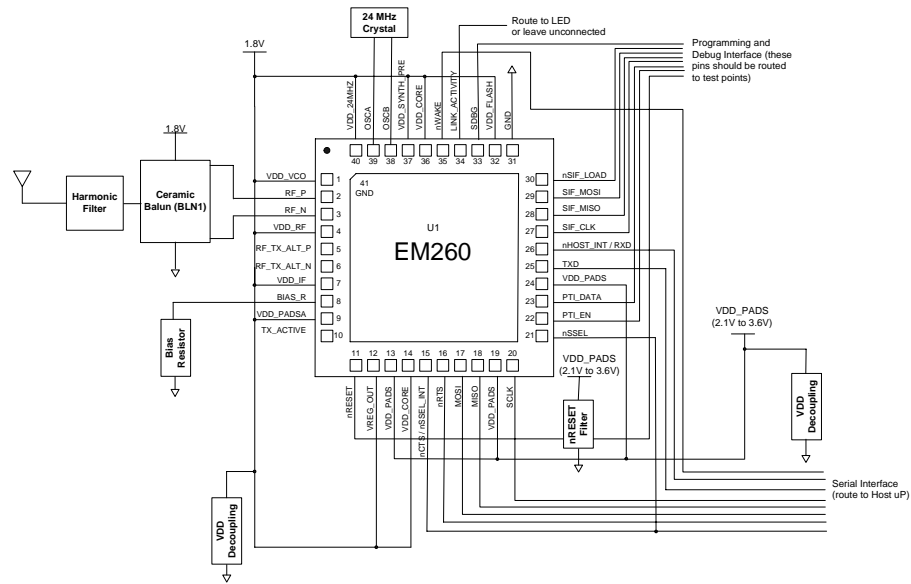 24 MHz
Crystal
Route to LED
or leave unconnected
Programming and
Debug Interface (these
pins should be routed
to test points)
1.8V
VDD_24MHZ
OSCA
OSCB
VDD_SYNTH_PRE
VDD_CORE
nWAKE
LINK_ACTIVITY
SDBG
VDD_FLASH
GND
40
39
38
37
36
35
34
33
32
31
1.8V
Harmonic
Filter
Ceramic
Balun (BLN1)
VDD_VCO
1
RF_P
2
RF_N
3
VDD_RF
4
RF_TX_ALT_P
5
RF_TX_ALT_N
6
VDD_IF
7
BIAS_R
8
VDD_PADSA
9
TX_ACTIVE
10
41
GND
U1
EM260
30
nSIF_LOAD
29
SIF_MOSI
28
SIF_MISO
27
SIF_CLK
26
nHOST_INT / RXD
25
TXD
24
VDD_PADS
23
PTI_DATA
22
PTI_EN
21
nSSEL
Bias
Resistor
11
12
13
14
15
16
17
18
19
20
nRESET
VREG_OUT
VDD_PADS
VDD_CORE
nCTS / nSSEL_INT
nRTS
MOSI
MISO
VDD_PADS
SCLK
VDD_PADS
(2.1V to 3.6V)
nRESET
Filter
VDD_PADS
(2.1V to 3.6V)
VDD
Decoupling
VDD
Decoupling
Serial Interface
(route to Host uP)